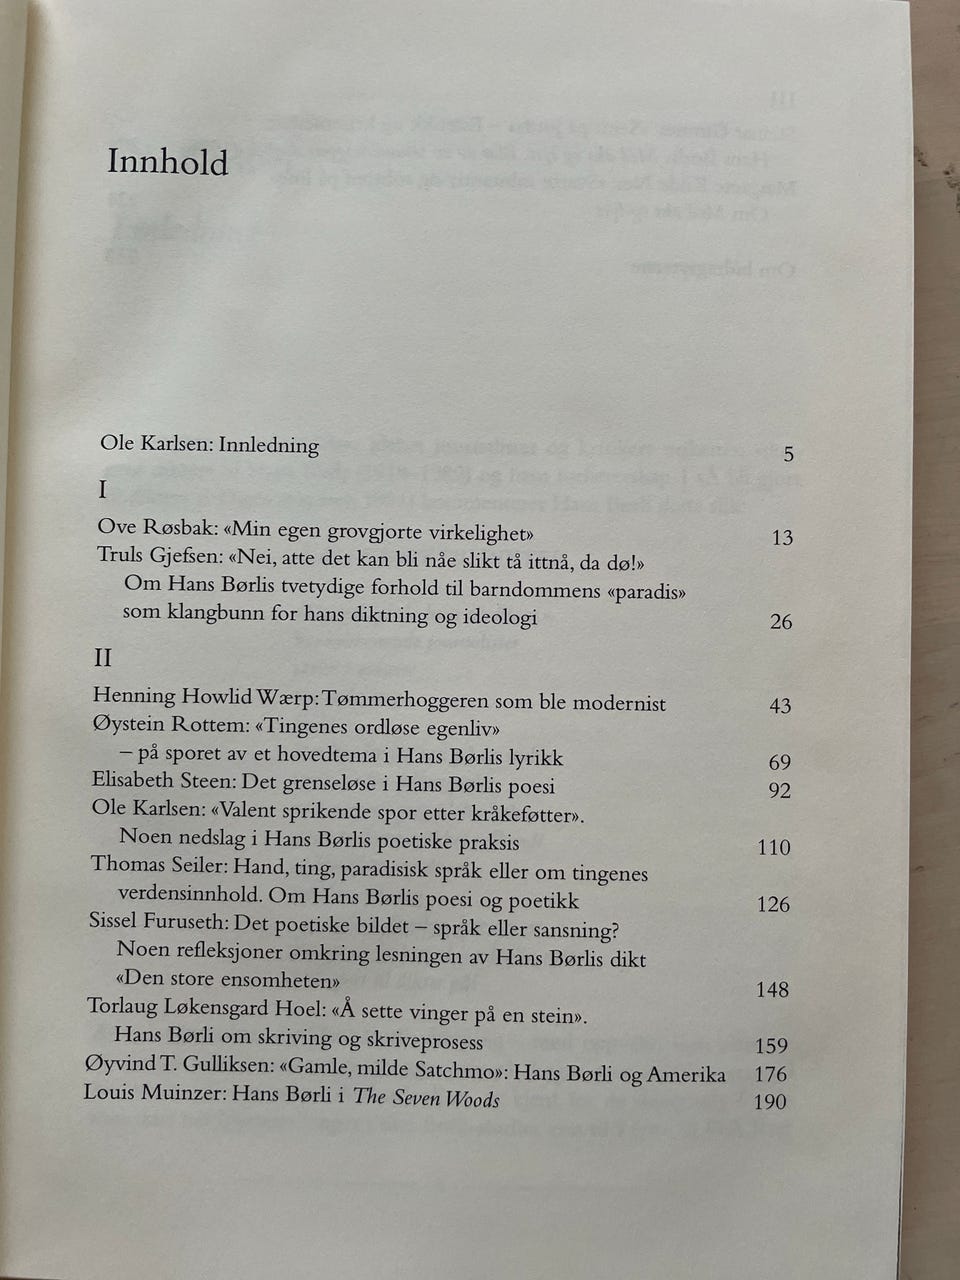 Innhold
Ole Karlsen: Innledning 5
I
Ove Røsbak: «Min egen grovgjorte virkelighet» 13
Truls Gjefsen: «Nei, atte det kan bli nåe slikt tå ittnå, da dø!»
Om Hans Børlis tvetydige forhold til barndommens «paradis»
som klangbunn for hans diktning og ideologi 26
II
Henning Howlid Wærp: Tømmerhoggeren som ble modernist 43
Øystein Rottem: «Tingenes ordløse egenliv»
– på sporet av et hovedtema i Hans Børlis lyrikk 69
Elisabeth Steen: Det grenseløse i Hans Børlis poesi 92
Ole Karlsen: «Valent sprikende spor etter kråkeføtter».
Noen nedslag i Hans Børlis poetiske praksis 110
Thomas Seiler: Hand, ting, paradisisk språk eller om tingenes
verdensinnhold. Om Hans Børlis poesi og poetikk 126
Sissel Furuseth: Det poetiske bildet – språk eller sansning?
Noen refleksjoner omkring lesningen av Hans Børlis dikt
«Den store ensomheten» 148
Torlaug Løkensgard Hoel: «Å sette vinger på en stein».
Hans Børli om skriving og skriveprosess 159
Øyvind T. Gulliksen: «Gamle, milde Satchmo»: Hans Børli og Amerika 176
Louis Muinzer: Hans Børli i The Seven Woods 190